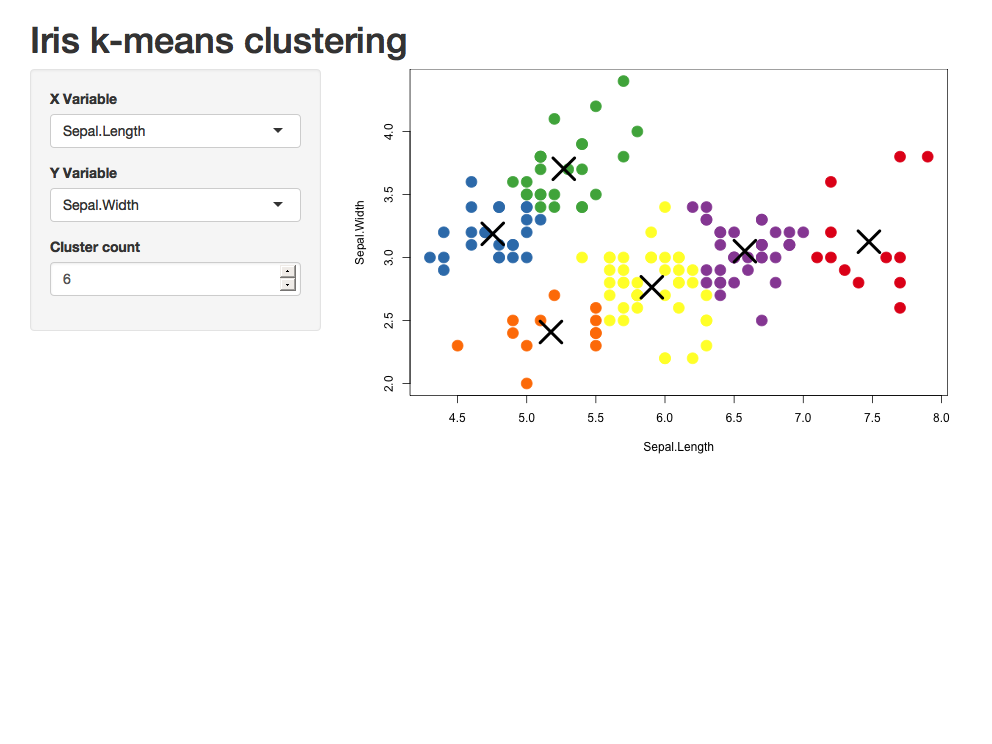 Iris k-means clustering
X Variable
Sepal.Length
Y Variable
Sepal.Width
Cluster count
6
Sepal.Width
4.0
3.5
3.0
2.5
2.0
4.5 5.0 5.5 6.0 6.5 7.0 7.5 8.0
Sepal.Length